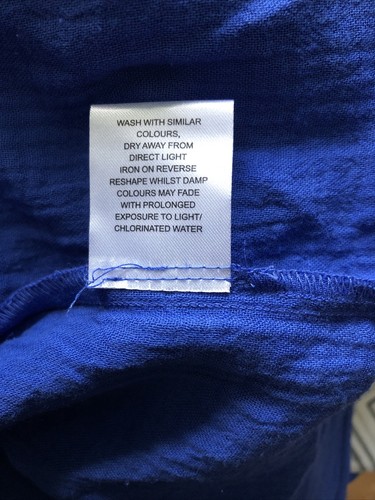 WASH WITH SIMILAR
COLOURS,
DRY AWAY FROM
DIRECT LIGHT
IRON ON REVERSE
RESHAPE WHILST DAMP
COLOURS MAY FADE
WITH PROLONGED
EXPOSURE TO LIGHT/
CHLORINATED WATER